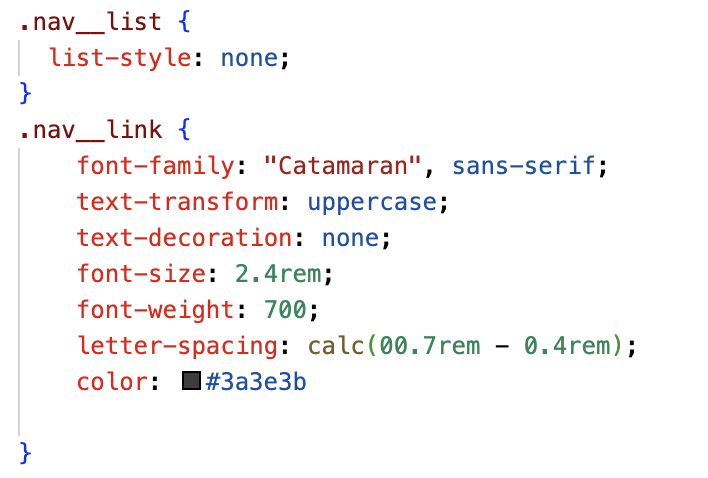 .nav__list {
list-style: none;
}
.nav__link {
font-family: "Catamaran", sans-serif;
text-transform: uppercase;
text-decoration: none;
font-size: 2.4rem;
font-weight: 700;
letter-spacing: calc(00.7rem - 0.4rem);
color: #3a3e3b
}